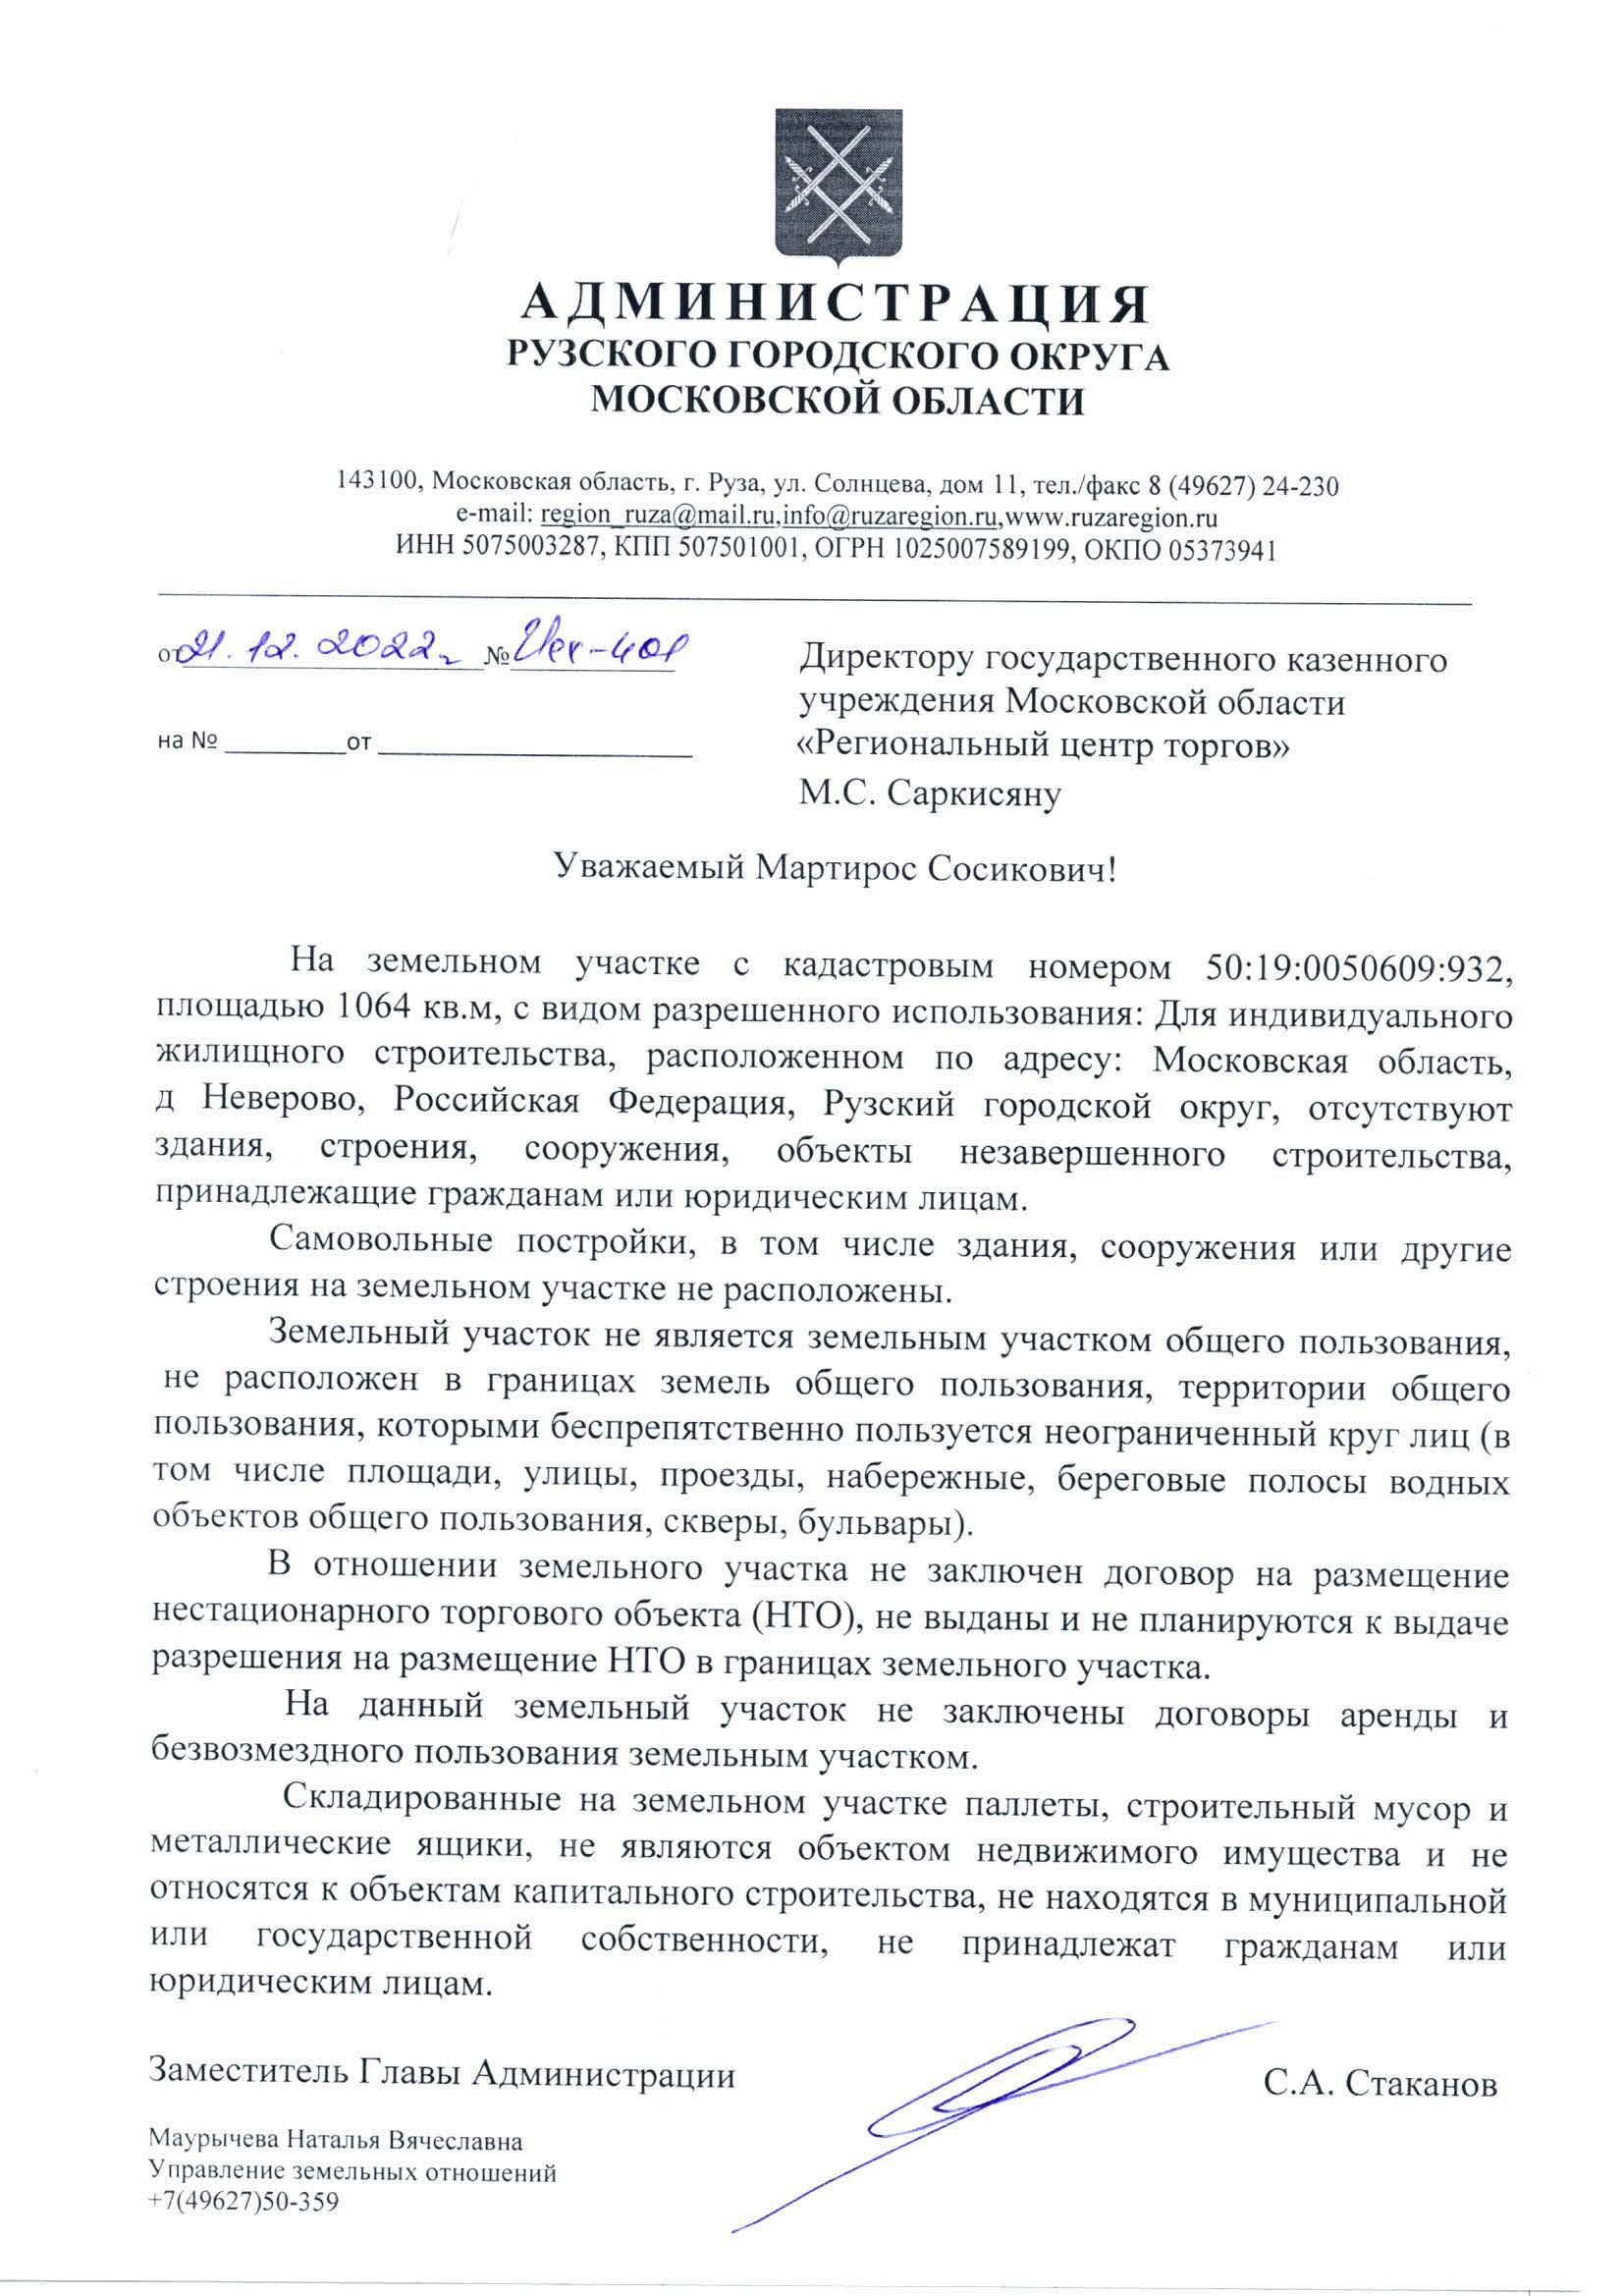 АДМИНИСТРАЦИЯ
РУЗСКОГО ГОРОДСКОГО ОКРУГА
МОСКОВСКОЙ ОБЛАСТИ
143100, Московская область, г. Руза, ул. Солнцева, дом 11, тел./факс 8 (49627) 24-230
e-mail: region_ruza@mail.ru,info@ruzaregion.ru,www.ruzaregion.ru
ИНН 5075003287, КПП 507501001, ОГРН 1025007589199, ОКПО 05373941
от 21.12.2022г № Исх-401
на № _________от
Директору государственного казенного
учреждения Московской области
«Региональный центр торгов»
М.С. Саркисяну
Уважаемый Мартирос Сосикович!
На земельном участке с кадастровым номером 50:19:0050609:932,
площадью 1064 кв.м, с видом разрешенного использования: Для индивидуального
жилищного строительства, расположенном по адресу: Московская область,
д Неверово, Российская Федерация, Рузский городской округ, отсутствуют
здания, строения, сооружения, объекты незавершенного строительства,
принадлежащие гражданам или юридическим лицам.
Самовольные постройки, в том числе здания, сооружения или другие
строения на земельном участке не расположены.
Земельный участок не является земельным участком общего пользования,
не расположен в границах земель общего пользования, территории общего
пользования, которыми беспрепятственно пользуется неограниченный круг лиц (в
том числе площади, улицы, проезды, набережные, береговые полосы водных
объектов общего пользования, скверы, бульвары).
В отношении земельного участка не заключен договор на размещение
нестационарного торгового объекта (НТО), не выданы и не планируются к выдаче
разрешения на размещение НТО в границах земельного участка.
На данный земельный участок не заключены договоры аренды и
безвозмездного пользования земельным участком.
Складированные на земельном участке паллеты, строительный мусор и
металлические ящики, не являются объектом недвижимого имущества и не
относятся к объектам капитального строительства, не находятся в муниципальной
или государственной собственности, не принадлежат гражданам или
юридическим лицам.
Заместитель Главы Администрации
С.А. Стаканов
Маурычева Наталья Вячеславна
Управление земельных отношений
+7(49627)50-359